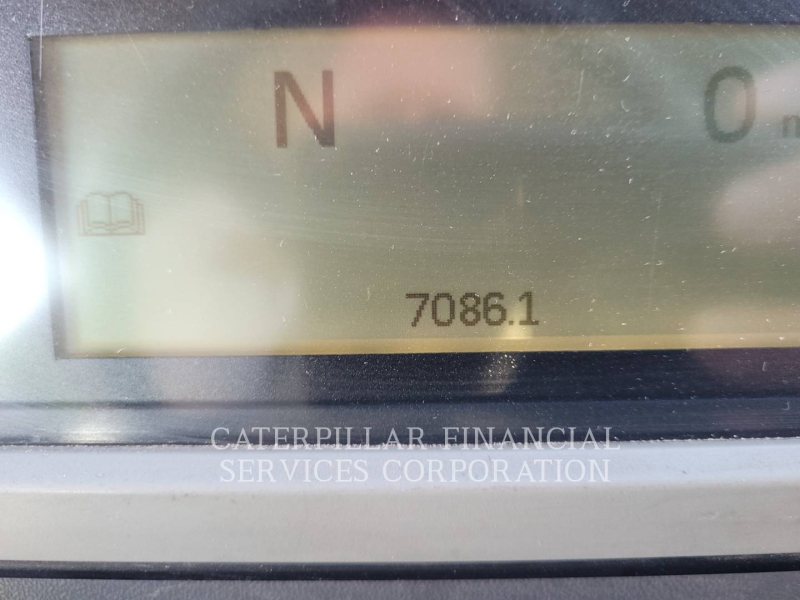 N 0
7086.1
CATERPILLAR FINANCIAL
SERVICES CORPORATION